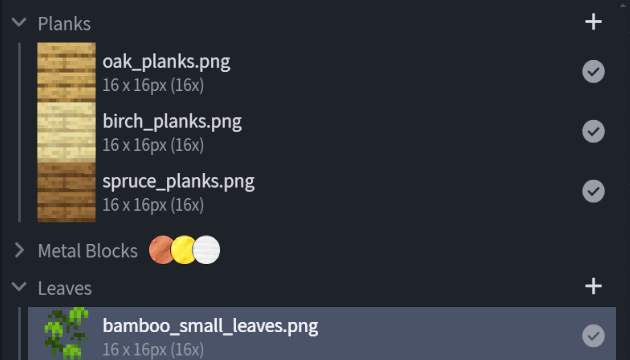 Planks
oak_planks.png
16 x 16px (16x)
birch_planks.png
16 x 16px (16x)
spruce_planks.png
16 x 16px (16x)
Metal Blocks
Leaves
bamboo_small_leaves.png
16 x 16px (16x)